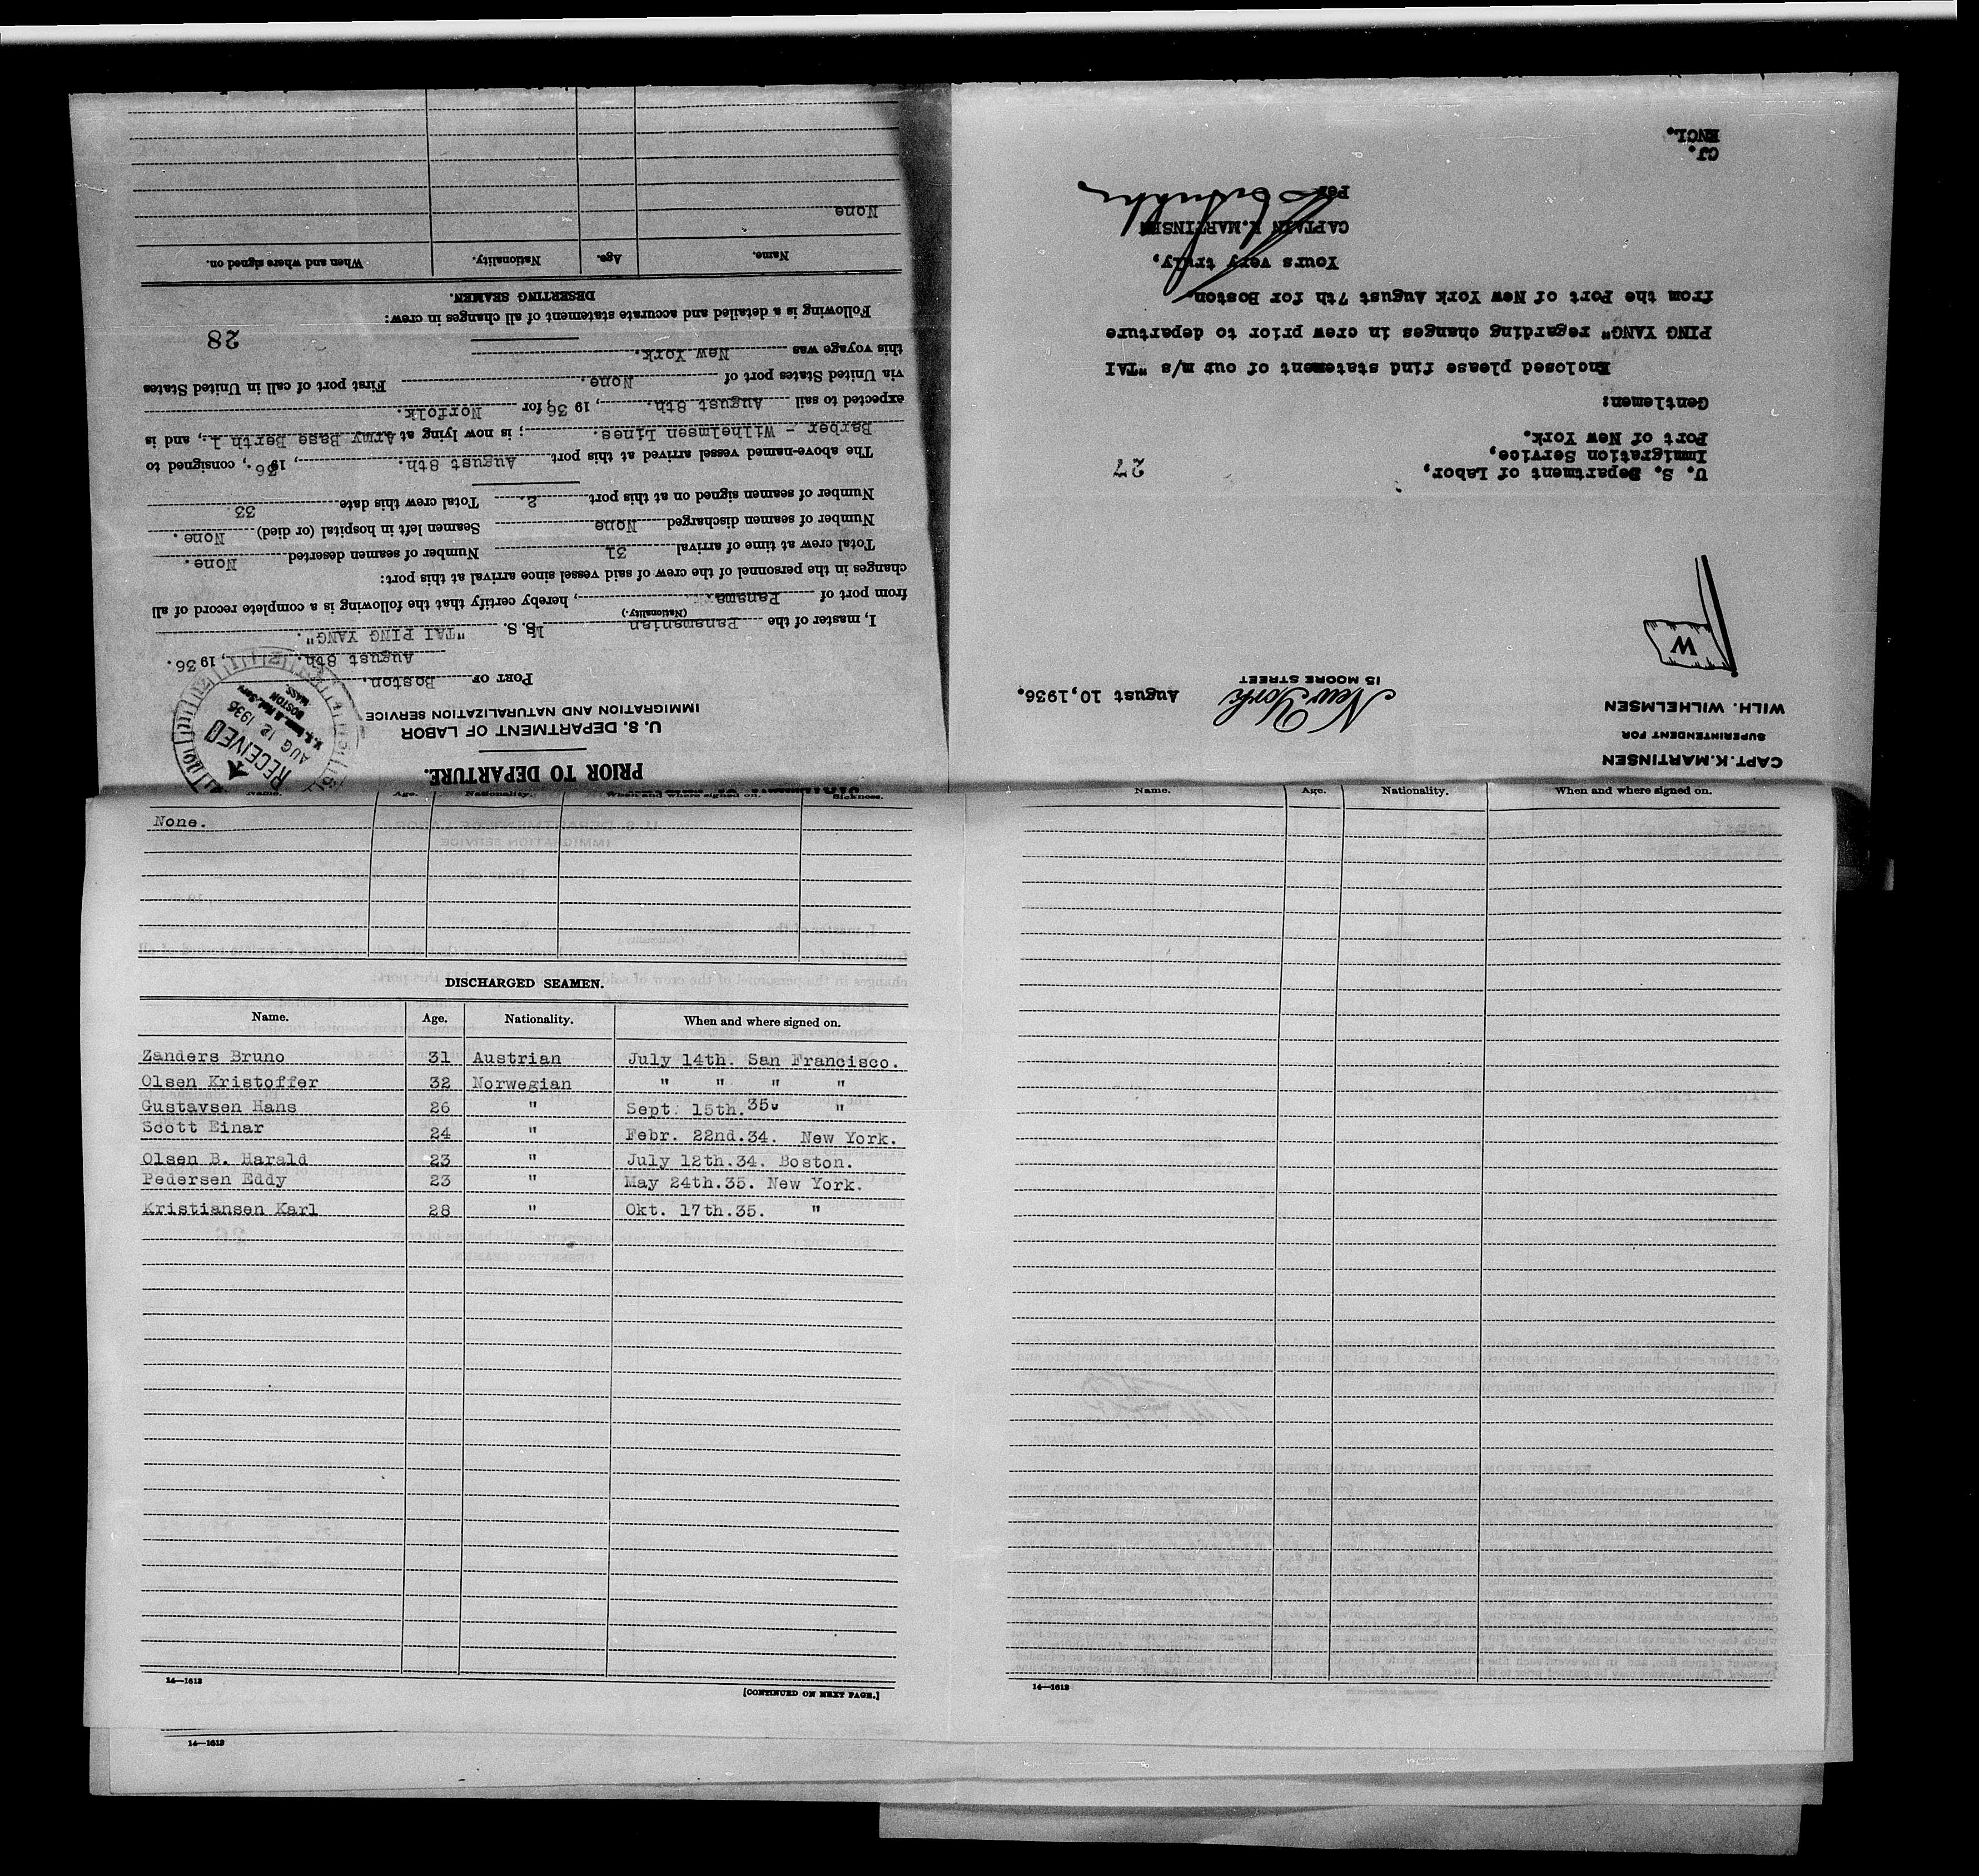 CAPT. K. MARTINSEN
SUPERINTENDENT FOR
WILH. WILHELMSEN
New York
15 MOORE STREET
August 10,1936.
W
U. S. Department of Labor,
Immigration Service,
Port of New York.
27
Gentlemen:
Enclosed please find statement of our m/s "TAI
PING YANG" regarding changes in crew prior to departure
from the Port of New York August 7th for Boston.
Yours very truly,
CAPTAIN K.MARTINSEN
Per
CJ.
ENCL.
PRIOR TO DEPARTURE.
U. S. DEPARTMENT OF LABOR
IMMIGRATION AND NATURALIZATION SERVICE
RECEIVED
AUG 12 1936
BOSTON
MASS.
PORT OF Boston.
August 8th. , 1936.
I, master of the Panamanian M.S. "TAI PING YANG".
(Nationality.)
from port of Panama , hereby certify that the following is a complete record of all
changes in the personnel of the crew of said vessel since arrival at this port:
Total crew at time of arrival 31 Number of seamen deserted None.
Number of seamen discharged None Seamen left in hospital (or died) None.
Number of seamen signed on at this port 2. Total crew this date 33.
The above-named vessel arrived at this port August 8th. , 1936., consigned to
Barber - Wilhelmsen Lines. ; is now lying at Army Base Berth 1., and is
expected to sail August 8th. , 1936, for Norfolk.
via United States port of None. First port of call in United States
this voyage was New York.
28
Following is a detailed and accurate statement of all changes in crew:
DESERTING SEAMEN.
Name. Age. Nationality. When and where signed on.
None
Name. Age. Nationality. When and where signed on. Sickness.
None.
DISCHARGED SEAMEN.
Name. Age. Nationality. When and where signed on.
Zanders Bruno 31 Austrian July 14th. San Francisco.
Olsen Kristoffer 32 Norwegian " " " "
Gustavsen Hans 26 " Sept. 15th.35. "
Scott Einar 24 " Febr. 22nd.34. New York.
Olsen B. Harald 23 " July 12th.34. Boston.
Pedersen Eddy 23 " May 24th.35. New York.
Kristiansen Karl 28 " Okt. 17th.35. "
14—1613
[CONTINUED ON NEXT PAGE.]
14—1613
Name. Age. Nationality. When and where signed on.
14—1613